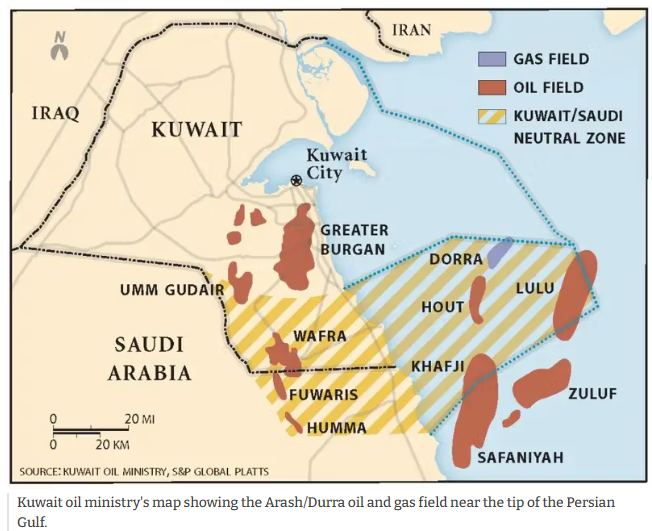 N
IRAN
GAS FIELD
OIL FIELD
KUWAIT/SAUDI
NEUTRAL ZONE
IRAQ
KUWAIT
Kuwait
City
GREATER
BURGAN
DORRA
UMM GUDAIR
HOUT
LULU
WAFRA
SAUDI
ARABIA
KHAFJI
FUWARIS
ZULUF
HUMMA
0 20 MI
0 20 KM
SAFANIYAH
SOURCE: KUWAIT OIL MINISTRY, S&P GLOBAL PLATTS
Kuwait oil ministry's map showing the Arash/Durra oil and gas field near the tip of the Persian
Gulf.